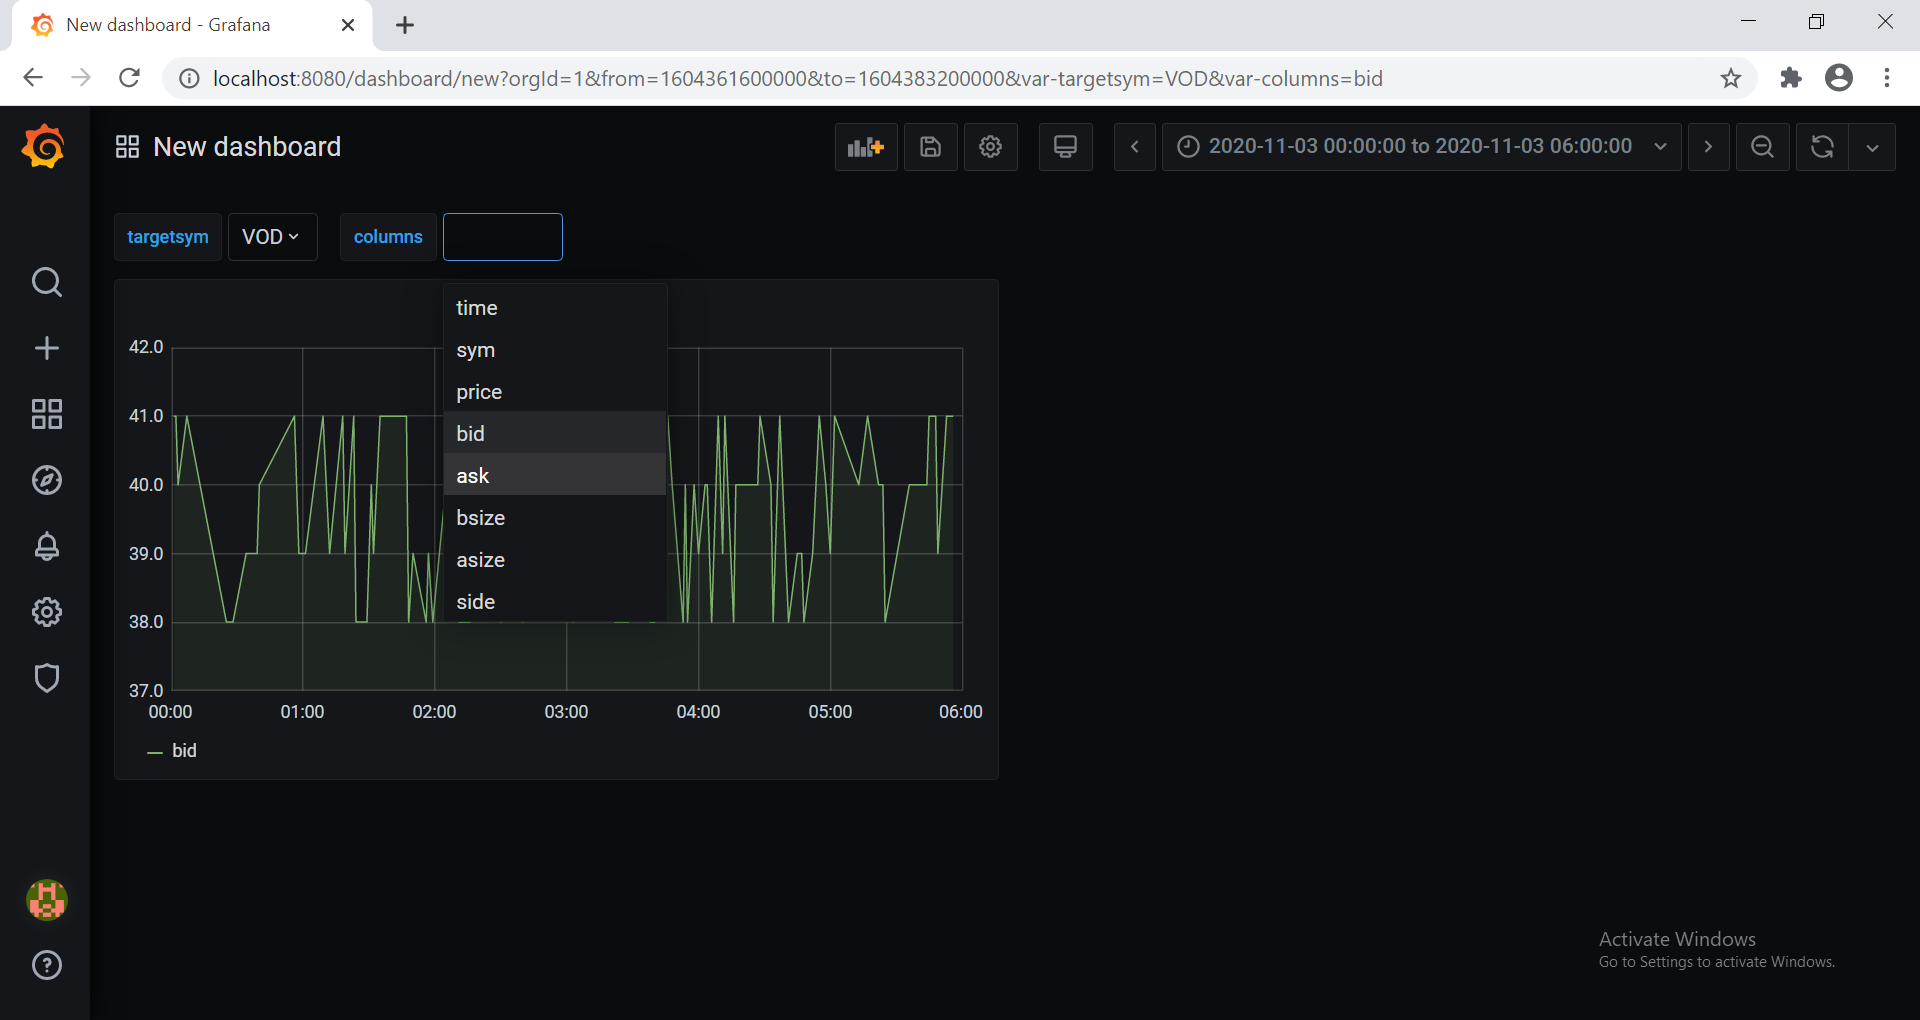 New dashboard - Grafana
localhost:8080/dashboard/new?orgId=1&from=1604361600000&to=1604383200000&var-targetsym=VOD&var-columns=bid
New dashboard
2020-11-03 00:00:00 to 2020-11-03 06:00:00
targetsym VOD columns
time
sym
price
bid
ask
bsize
asize
side
42.0
41.0
40.0
39.0
38.0
37.0
00:00 01:00 02:00 03:00 04:00 05:00 06:00
bid
Activate Windows
Go to Settings to activate Windows.